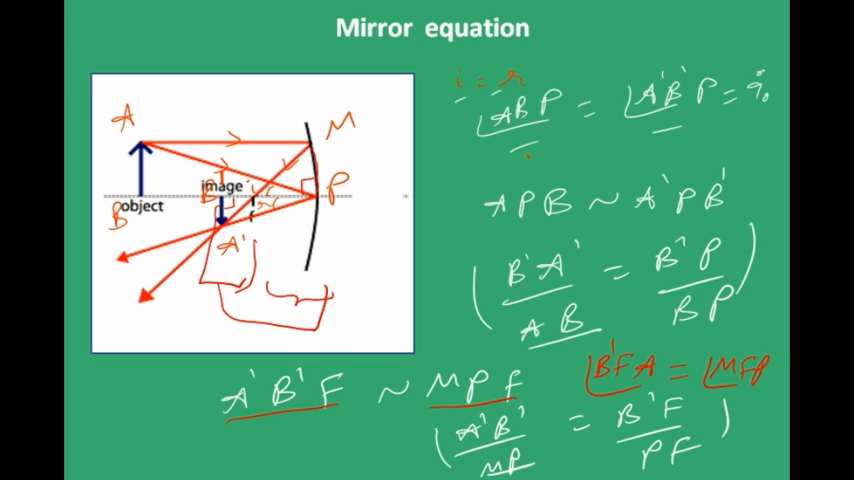 Mirror equation
A
M
i = r
∠ABP = ∠A'B'P = 90
image
i
r
B'
P
B
object
f
A'
APB ~ A'PB'
(B'A' / AB = B'P / BP)
∠B'FA = ∠MFP
A'B'F ~ MPF
(A'B' / MP = B'F / PF)